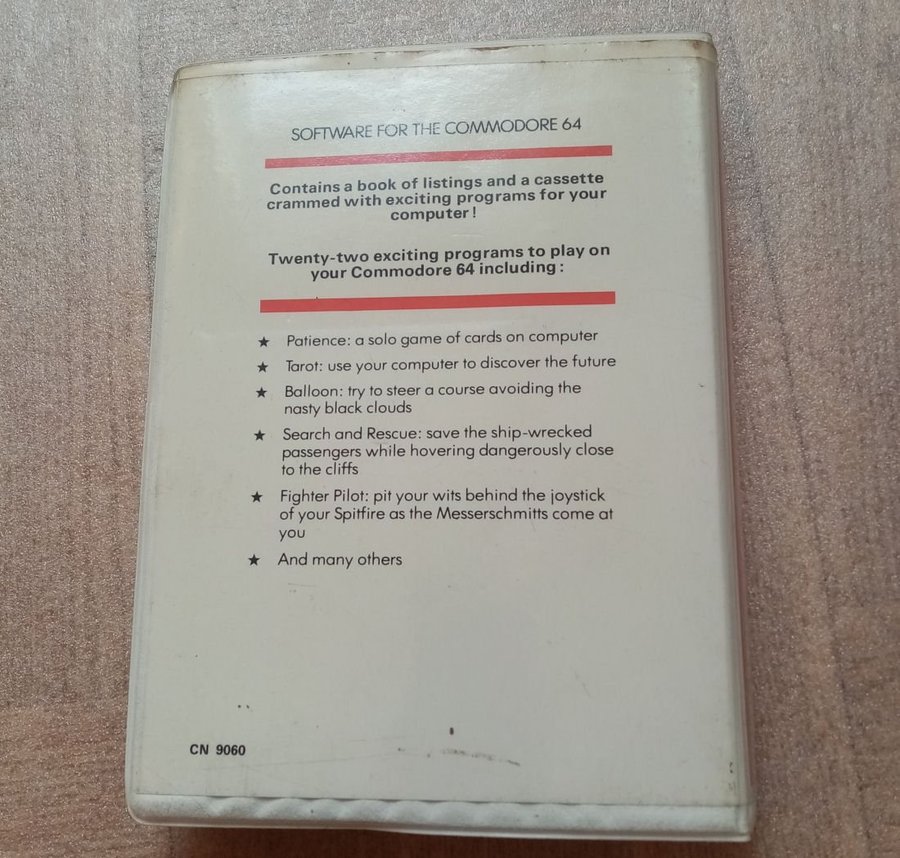 SOFTWARE FOR THE COMMODORE 64
Contains a book of listings and a cassette
crammed with exciting programs for your
computer!
Twenty-two exciting programs to play on
your Commodore 64 including:
★ Patience: a solo game of cards on computer
★ Tarot: use your computer to discover the future
★ Balloon: try to steer a course avoiding the
nasty black clouds
★ Search and Rescue: save the ship-wrecked
passengers while hovering dangerously close
to the cliffs
★ Fighter Pilot: pit your wits behind the joystick
of your Spitfire as the Messerschmitts come at
you
★ And many others
CN 9060